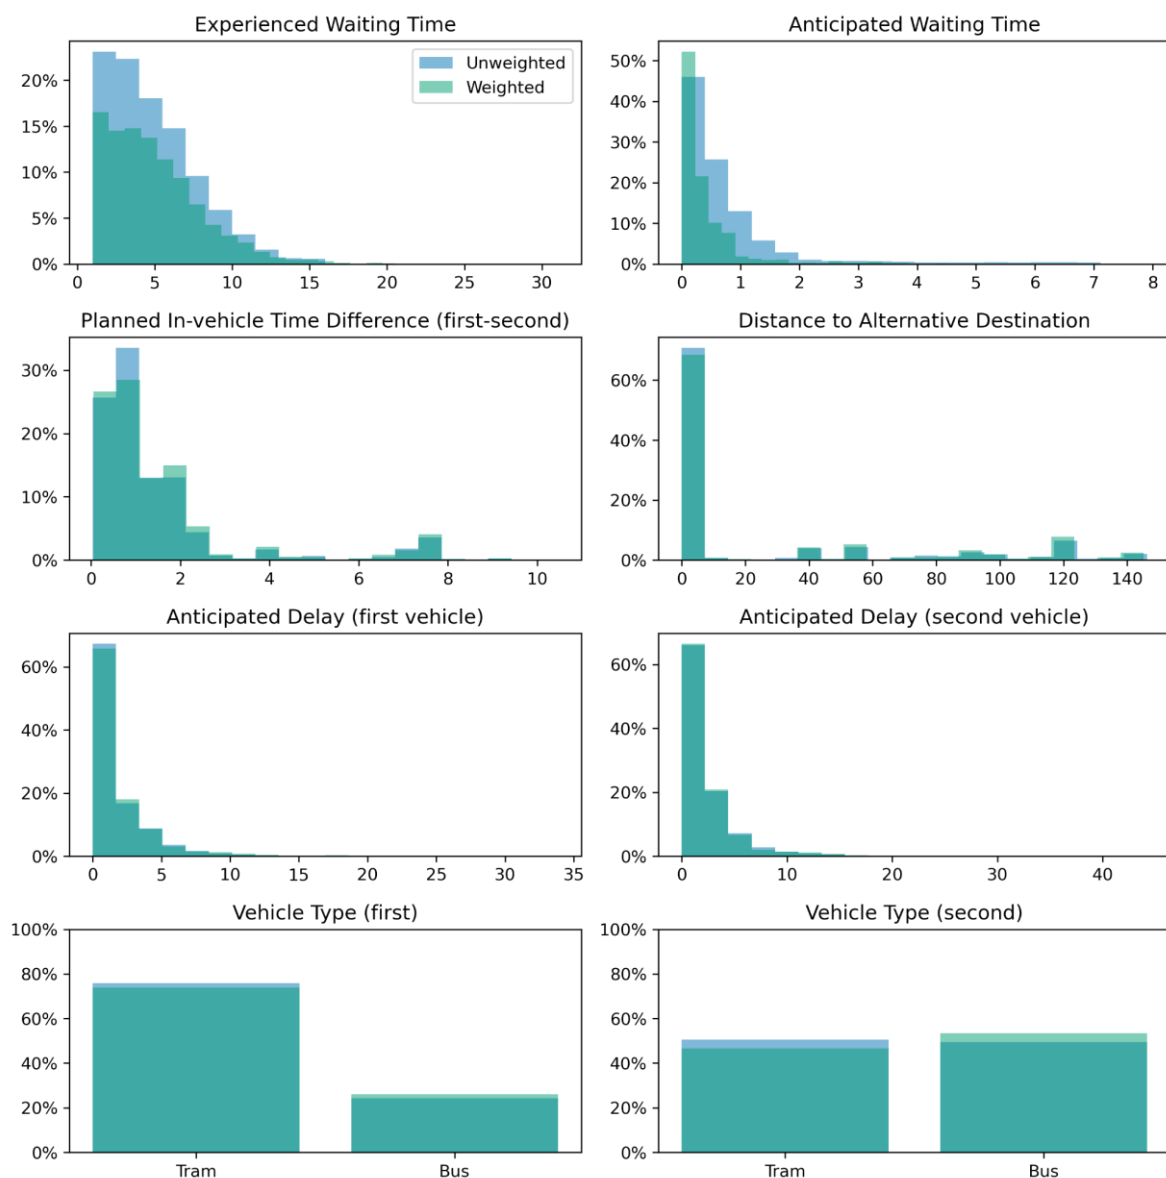 Experienced Waiting Time
Unweighted
Weighted
20%
15%
10%
5%
0%
0 5 10 15 20 25 30
Anticipated Waiting Time
50%
40%
30%
20%
10%
0%
0 1 2 3 4 5 6 7 8
Planned In-vehicle Time Difference (first-second)
30%
20%
10%
0%
0 2 4 6 8 10
Distance to Alternative Destination
60%
40%
20%
0%
0 20 40 60 80 100 120 140
Anticipated Delay (first vehicle)
60%
40%
20%
0%
0 5 10 15 20 25 30 35
Anticipated Delay (second vehicle)
60%
40%
20%
0%
0 10 20 30 40
Vehicle Type (first)
100%
80%
60%
40%
20%
0%
Tram Bus
Vehicle Type (second)
100%
80%
60%
40%
20%
0%
Tram Bus